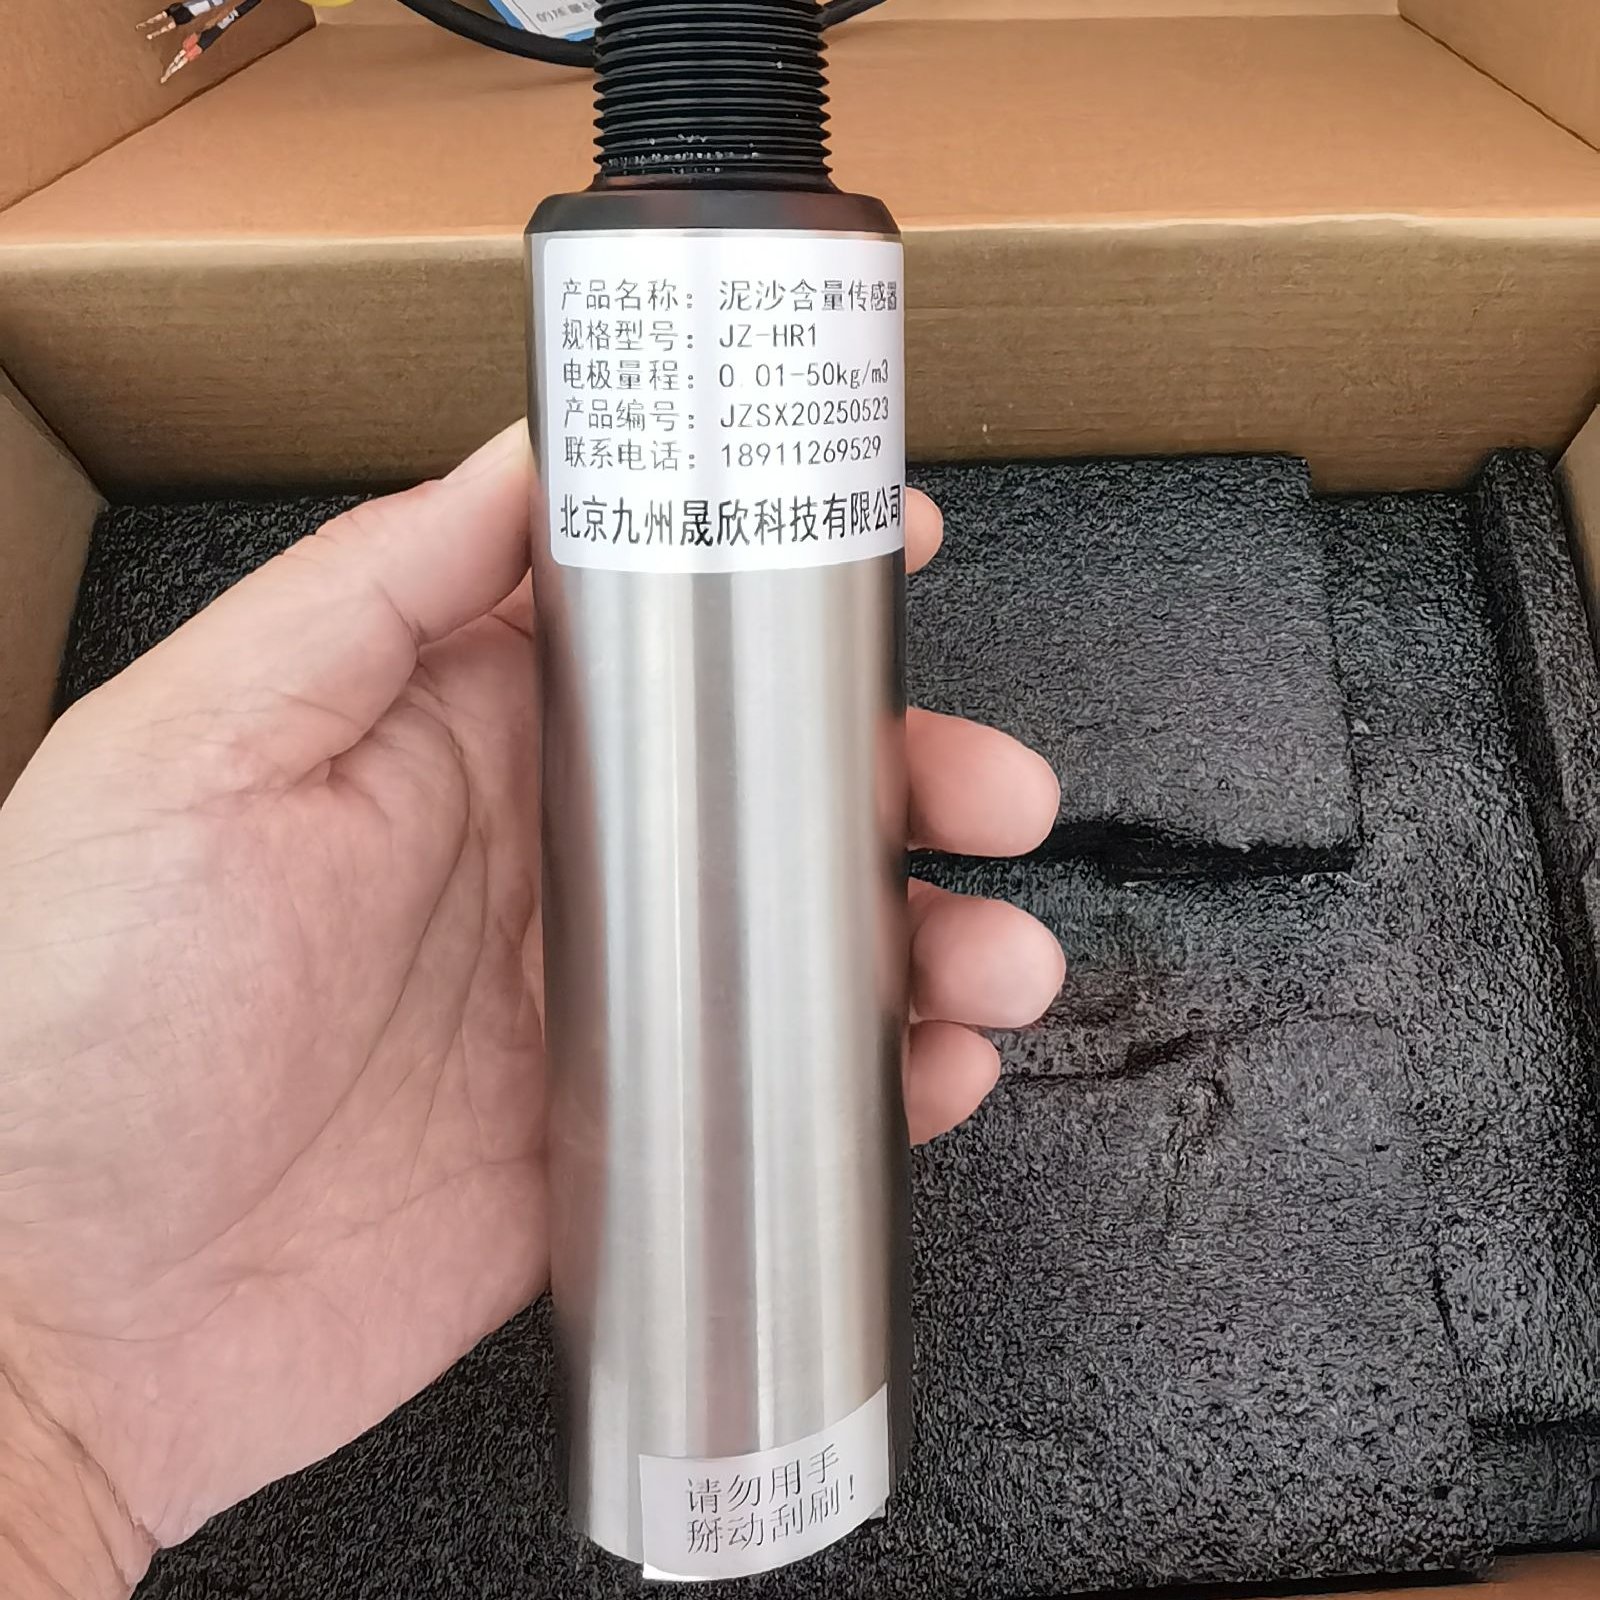 产品名称：泥沙含量传感器
规格型号：JZ-HR1
电极量程：0.01-50kg/m3
产品编号：JZSX20250523
联系电话：18911269529
北京九州晟欣科技有限公司
请勿用手
掰动刮刷！